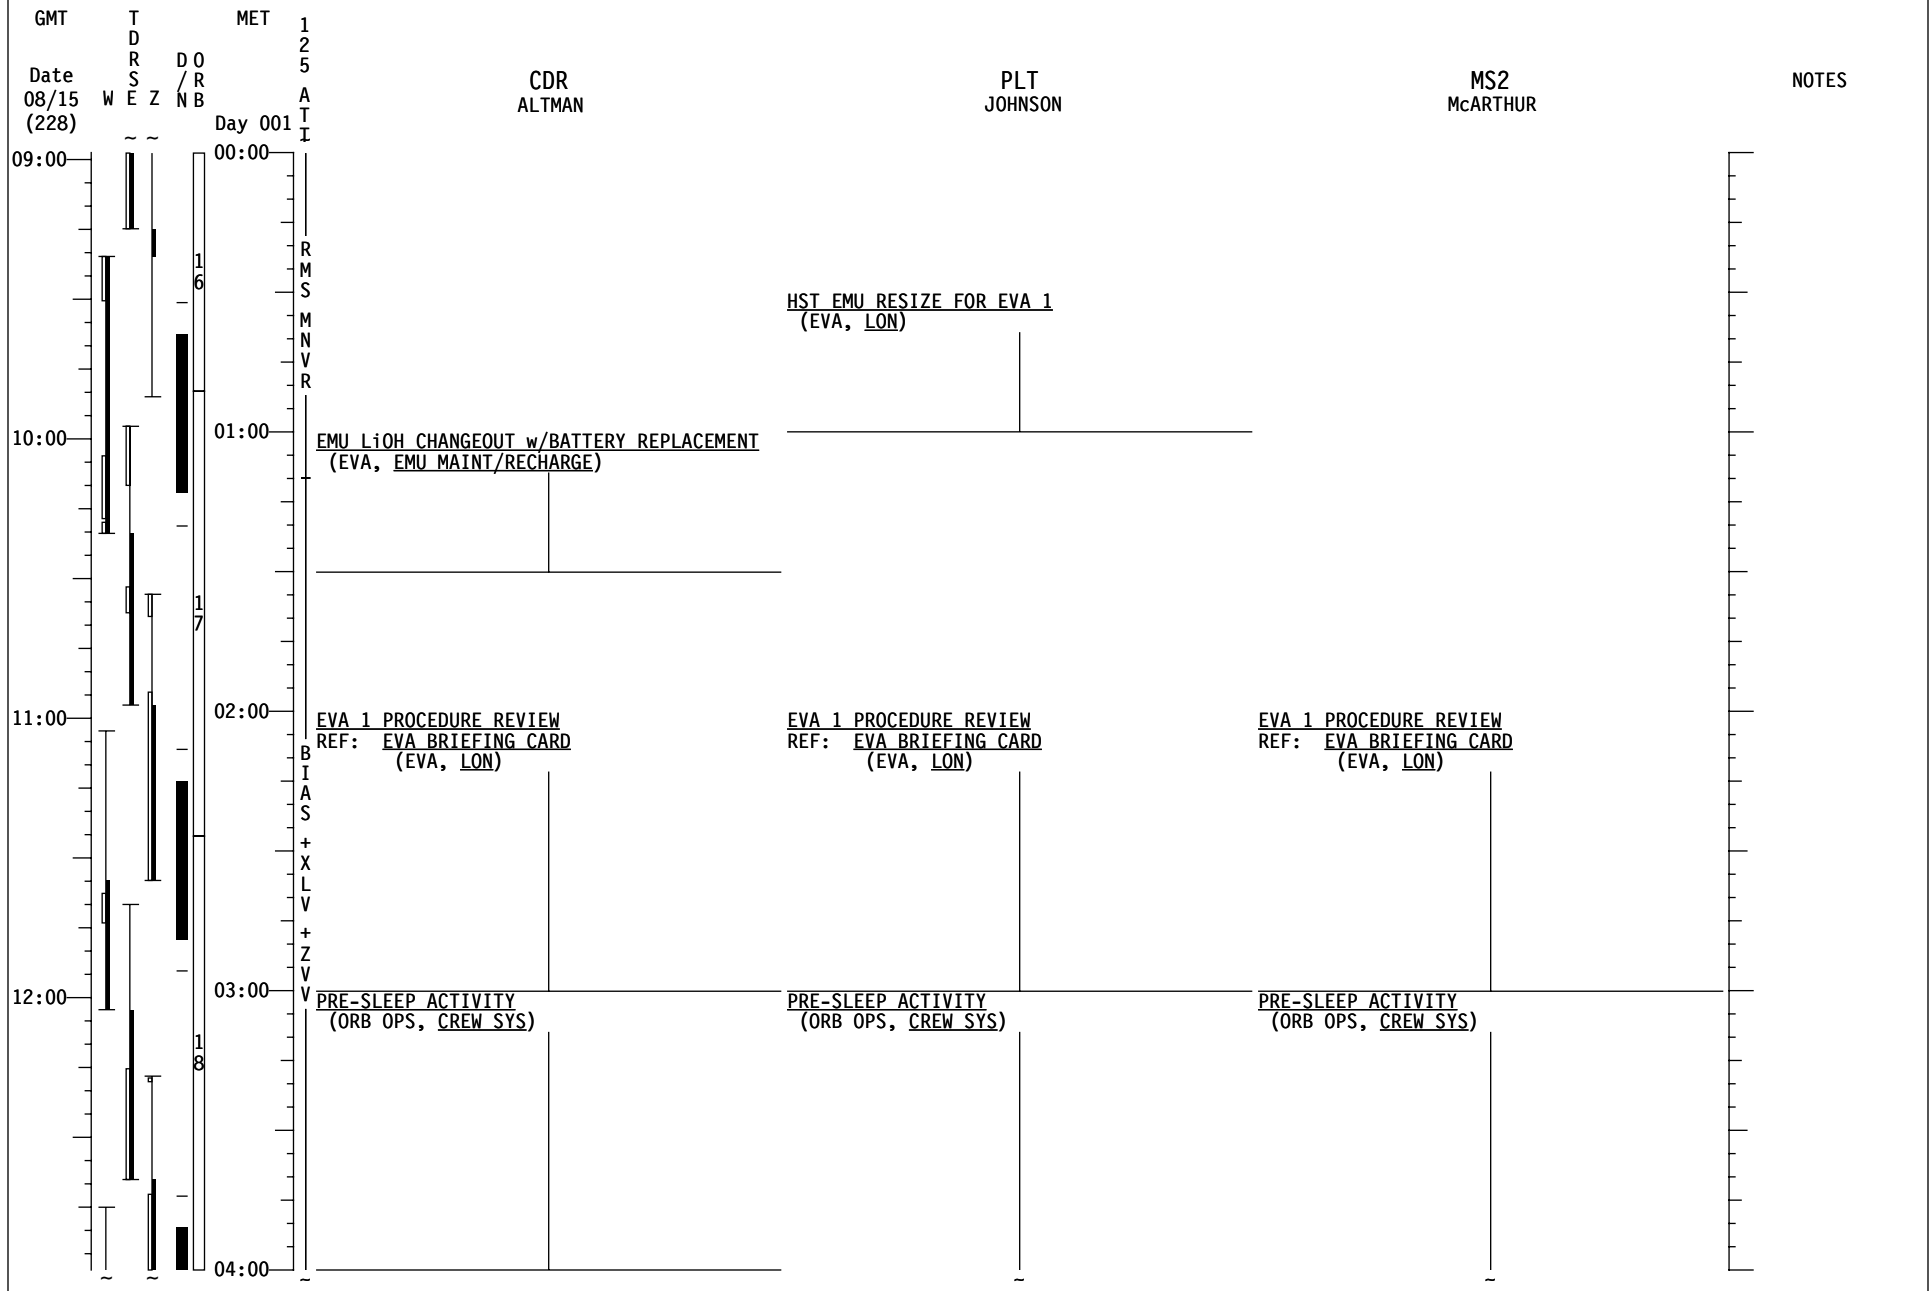 GMT
TDRS
MET
125 ATT
D/N
ORB
Date
08/15
(228)
W E Z
Day 001
CDR
ALTMAN
PLT
JOHNSON
MS2
McARTHUR
NOTES
~ ~
09:00
00:00
16
RMS MNVR
HST EMU RESIZE FOR EVA 1
(EVA, LON)
10:00
01:00
EMU LiOH CHANGEOUT w/BATTERY REPLACEMENT
(EVA, EMU MAINT/RECHARGE)
17
11:00
02:00
EVA 1 PROCEDURE REVIEW
REF: EVA BRIEFING CARD
(EVA, LON)
EVA 1 PROCEDURE REVIEW
REF: EVA BRIEFING CARD
(EVA, LON)
EVA 1 PROCEDURE REVIEW
REF: EVA BRIEFING CARD
(EVA, LON)
BIAS +XLV +ZVV
12:00
03:00
PRE-SLEEP ACTIVITY
(ORB OPS, CREW SYS)
PRE-SLEEP ACTIVITY
(ORB OPS, CREW SYS)
PRE-SLEEP ACTIVITY
(ORB OPS, CREW SYS)
18
04:00
~ ~ ~ ~ ~